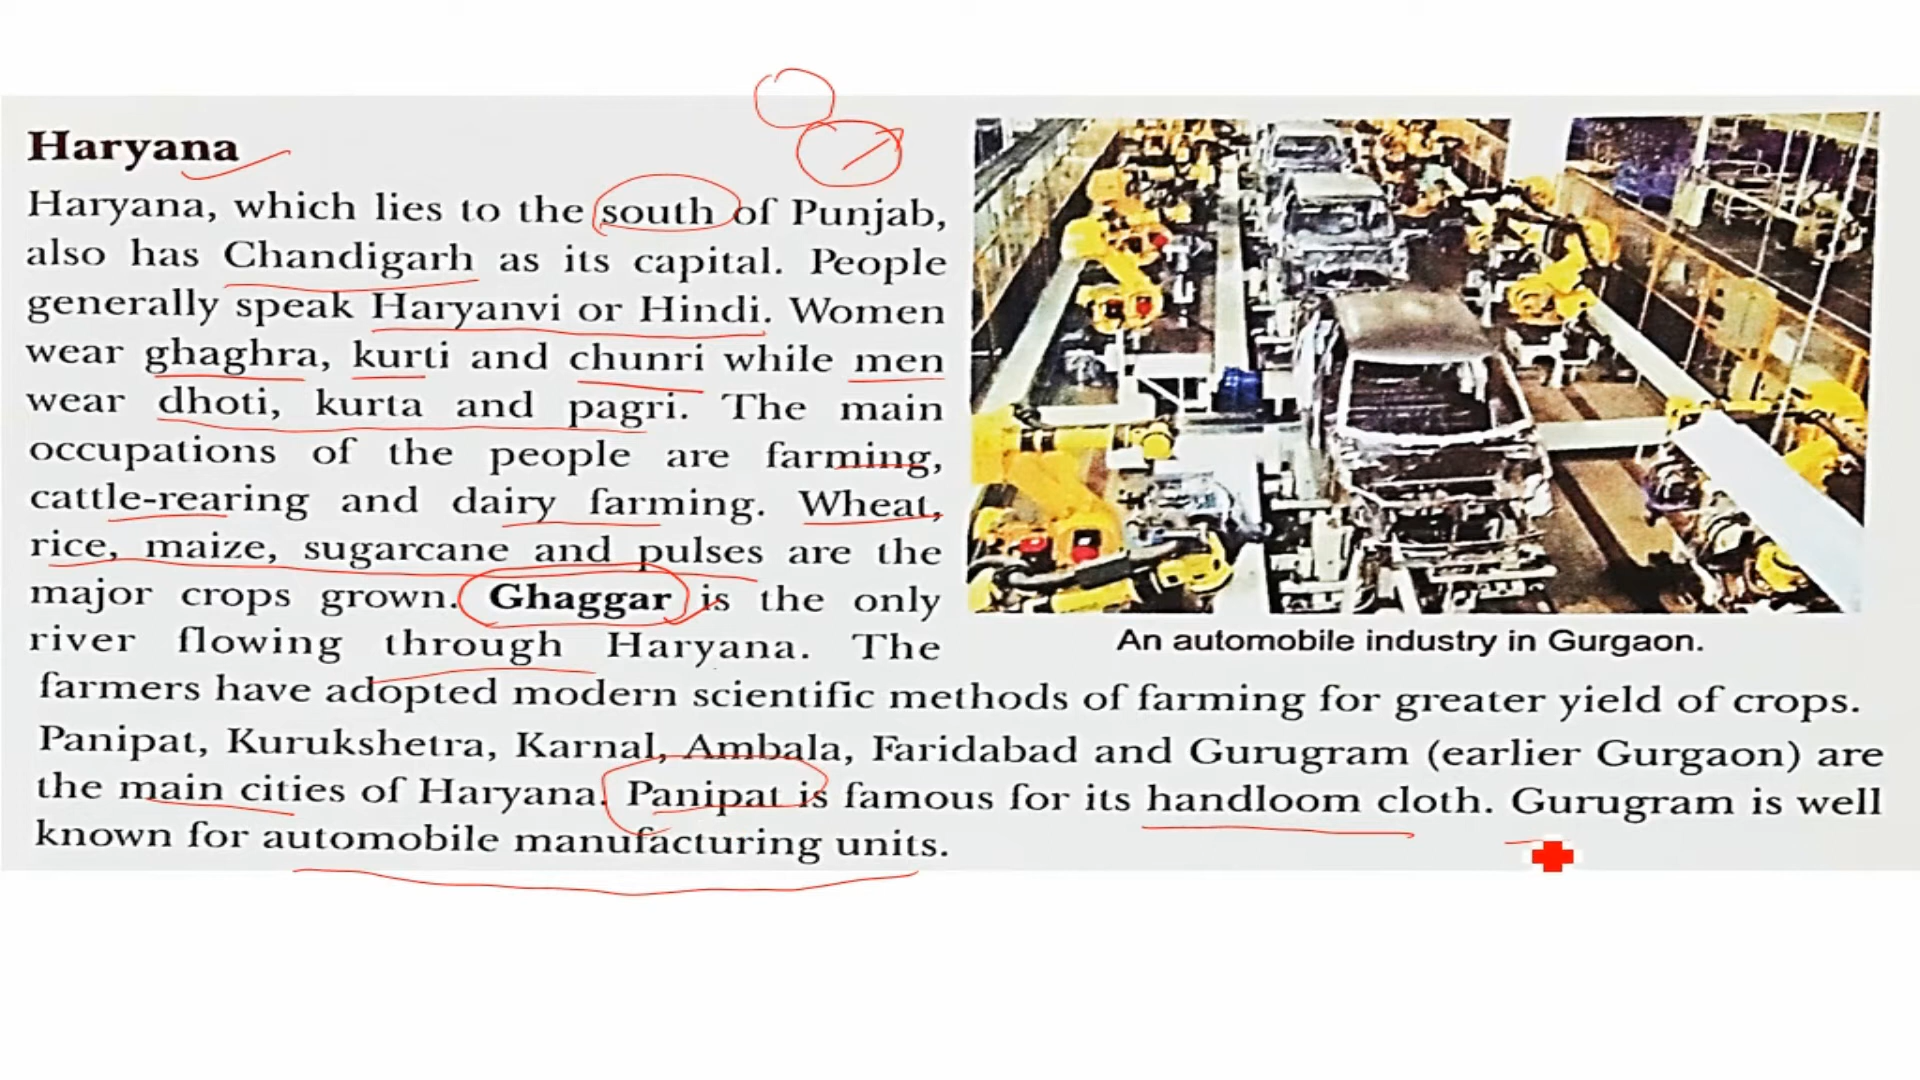 Haryana
Haryana, which lies to the south of Punjab,
also has Chandigarh as its capital. People
generally speak Haryanvi or Hindi. Women
wear ghaghra, kurti and chunri while men
wear dhoti, kurta and pagri. The main
occupations of the people are farming,
cattle-rearing and dairy farming. Wheat,
rice, maize, sugarcane and pulses are the
major crops grown. Ghaggar is the only
river flowing through Haryana. The
farmers have adopted modern scientific methods of farming for greater yield of crops.
Panipat, Kurukshetra, Karnal, Ambala, Faridabad and Gurugram (earlier Gurgaon) are
the main cities of Haryana. Panipat is famous for its handloom cloth. Gurugram is well
known for automobile manufacturing units.
An automobile industry in Gurgaon.